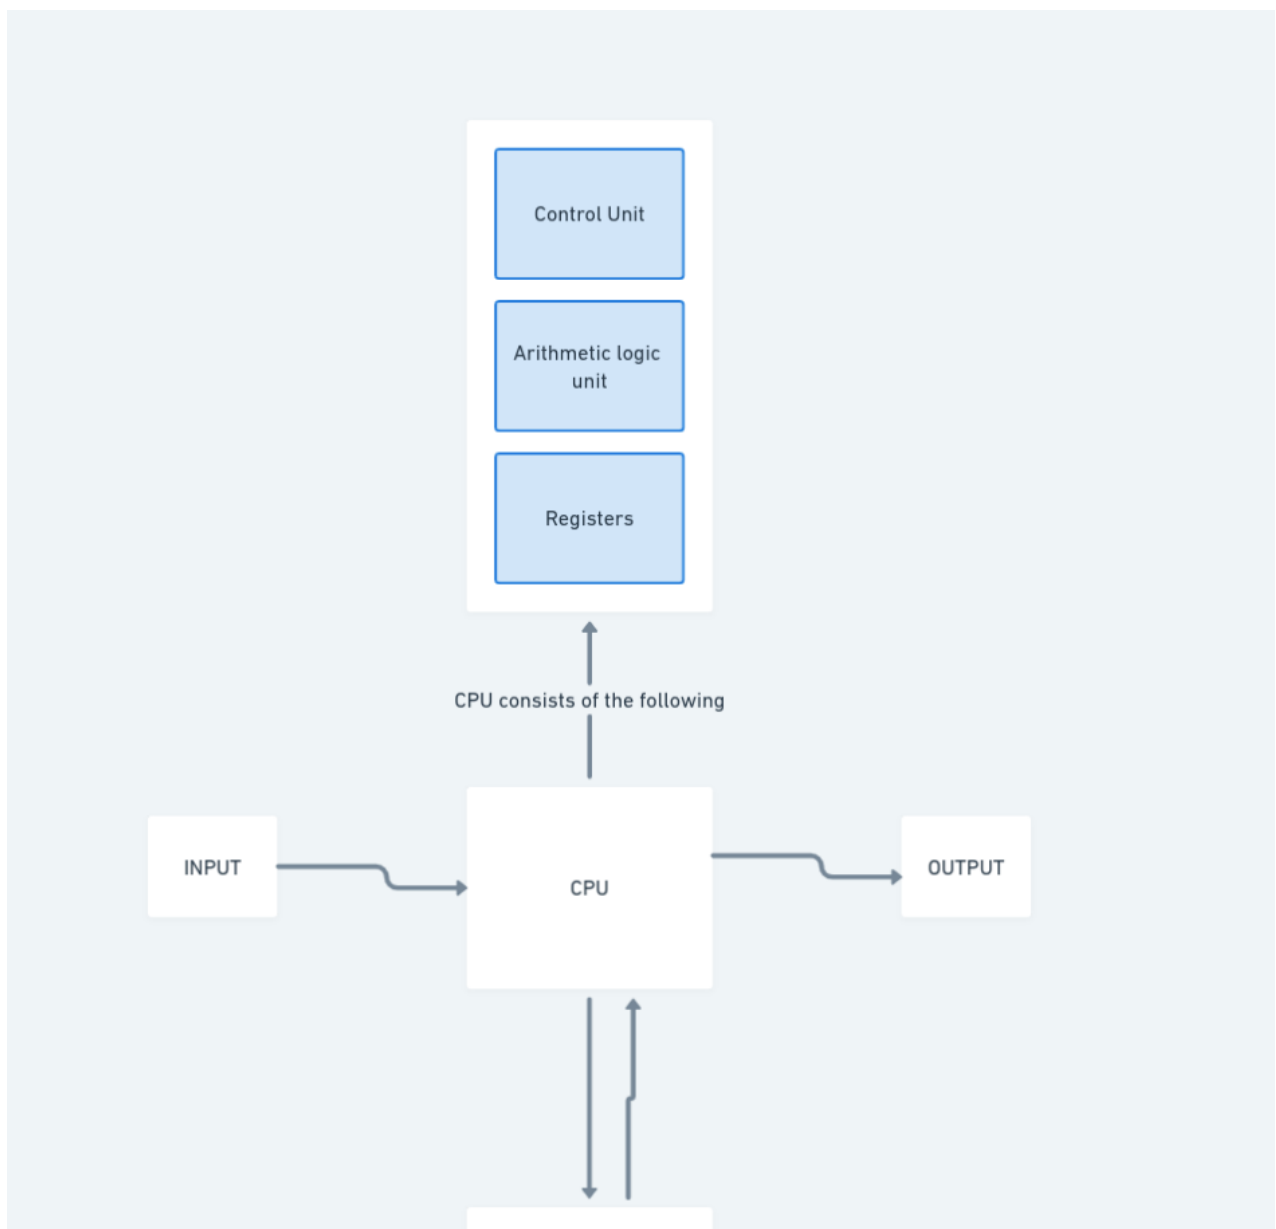 Control Unit
Arithmetic logic
unit
Registers
CPU consists of the following
INPUT
CPU
OUTPUT